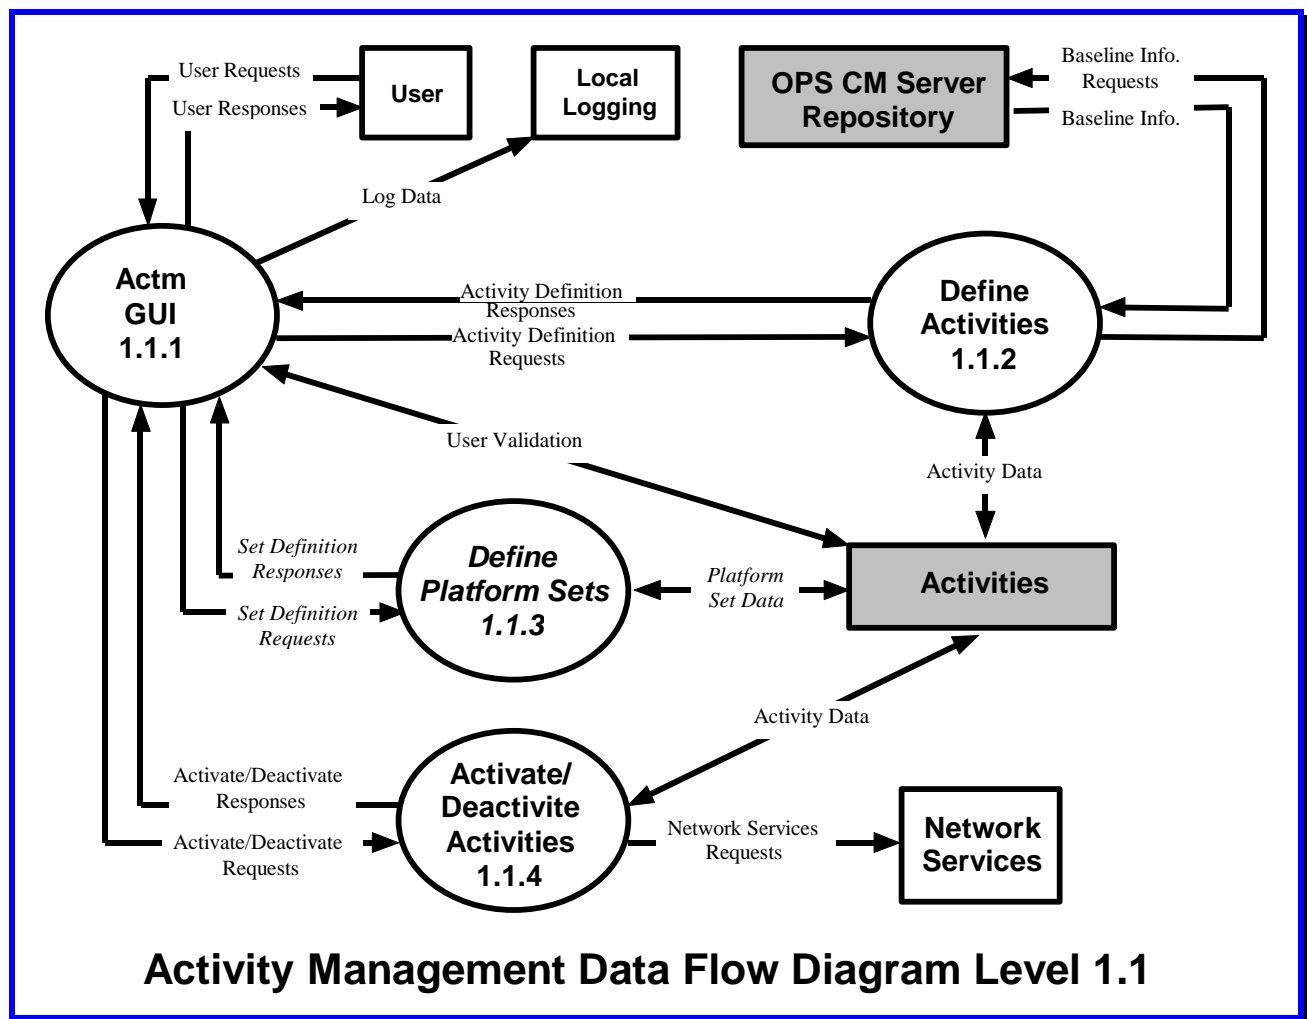 User Requests
User Responses
User
Local
Logging
OPS CM Server
Repository
Baseline Info.
Requests
Baseline Info.
Log Data
Actm
GUI
1.1.1
Activity Definition
Responses
Activity Definition
Requests
Define
Activities
1.1.2
User Validation
Activity Data
Set Definition
Responses
Set Definition
Requests
Define
Platform Sets
1.1.3
Platform
Set Data
Activities
Activity Data
Activate/Deactivate
Responses
Activate/Deactivate
Requests
Activate/
Deactivite
Activities
1.1.4
Network Services
Requests
Network
Services
Activity Management Data Flow Diagram Level 1.1